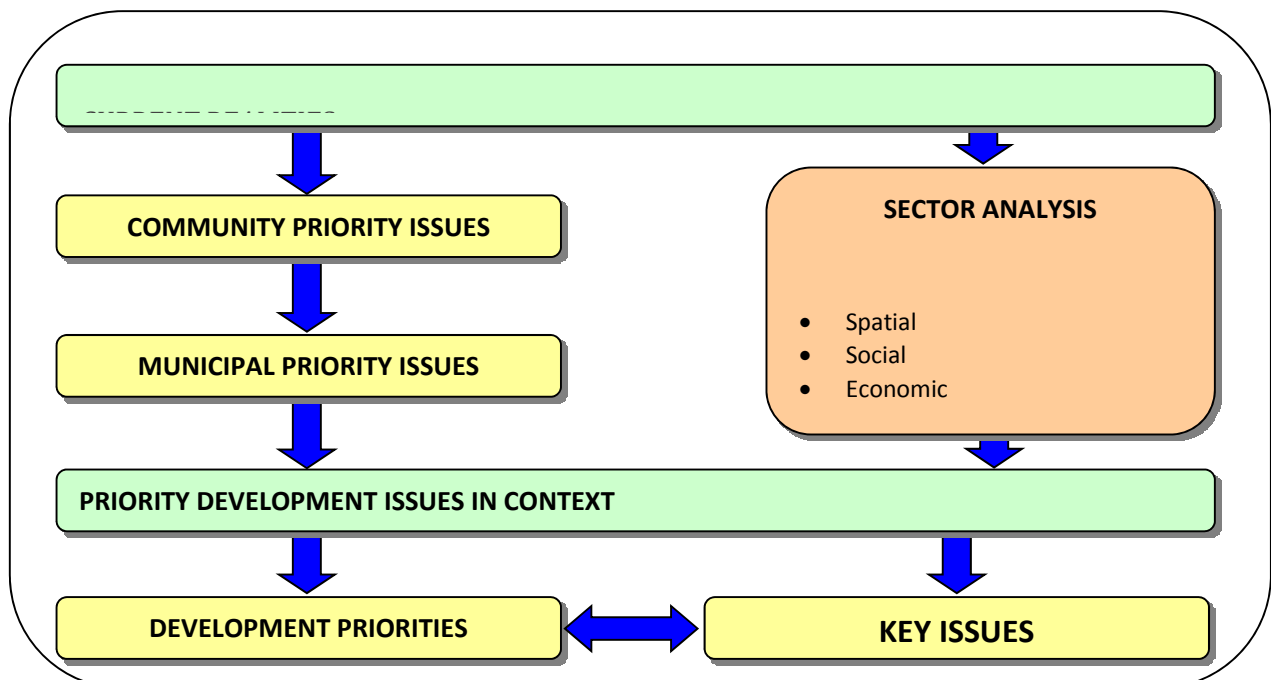 COMMUNITY PRIORITY ISSUES
SECTOR ANALYSIS
• Spatial
• Social
• Economic
MUNICIPAL PRIORITY ISSUES
PRIORITY DEVELOPMENT ISSUES IN CONTEXT
DEVELOPMENT PRIORITIES
KEY ISSUES